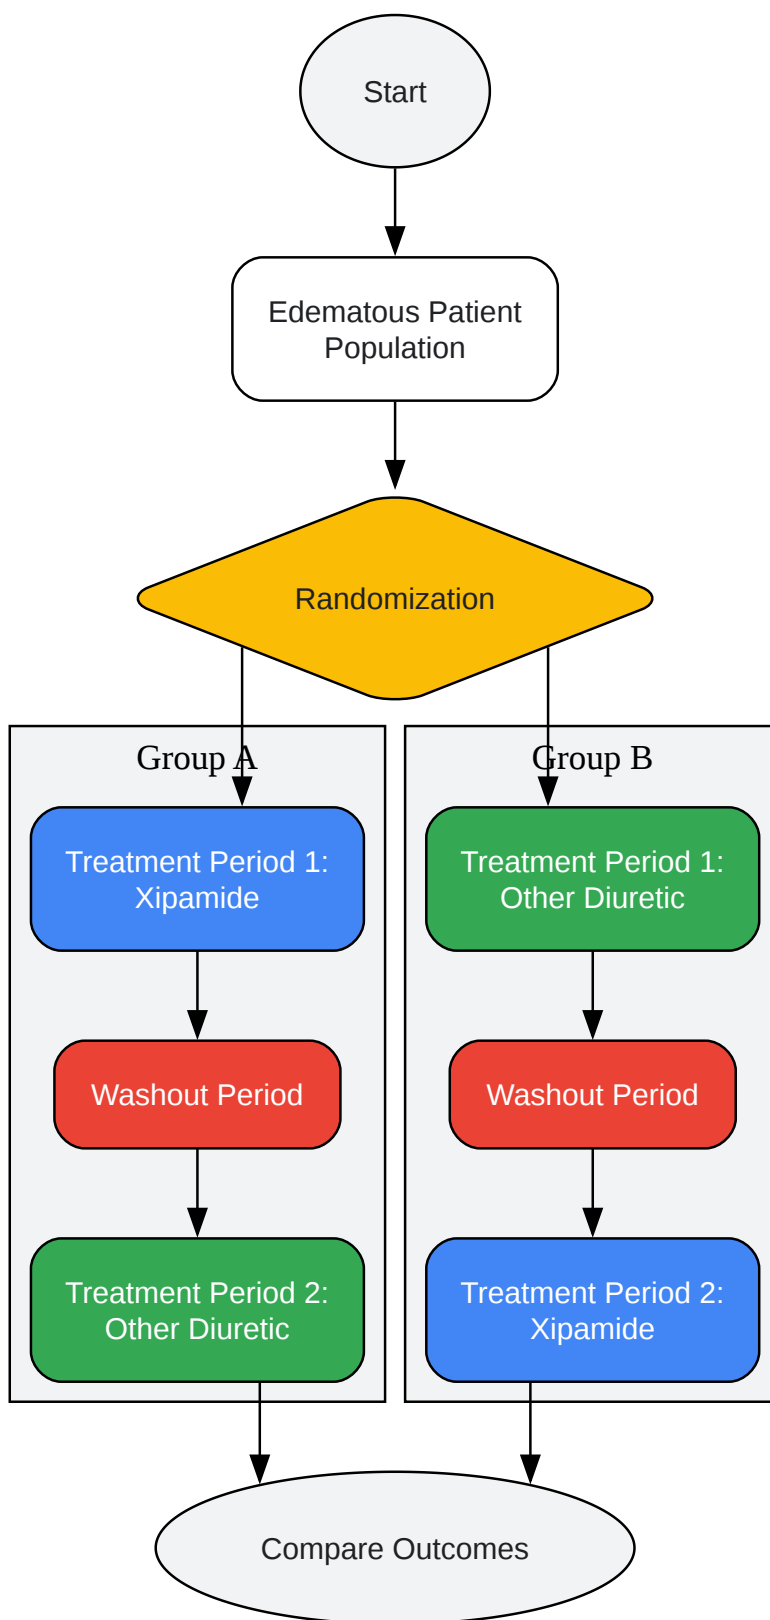 Start
Edematous Patient
Population
Randomization
Group A
Treatment Period 1:
Xipamide
Washout Period
Treatment Period 2:
Other Diuretic
Group B
Treatment Period 1:
Other Diuretic
Washout Period
Treatment Period 2:
Xipamide
Compare Outcomes